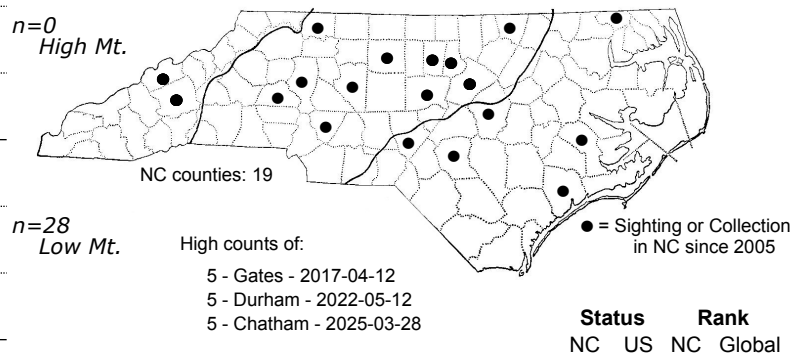 n=0
High Mt.
NC counties: 19
n=28
Low Mt.
High counts of:
5 - Gates - 2017-04-12
5 - Durham - 2022-05-12
5 - Chatham - 2025-03-28
● = Sighting or Collection
in NC since 2005
Status Rank
NC US NC Global